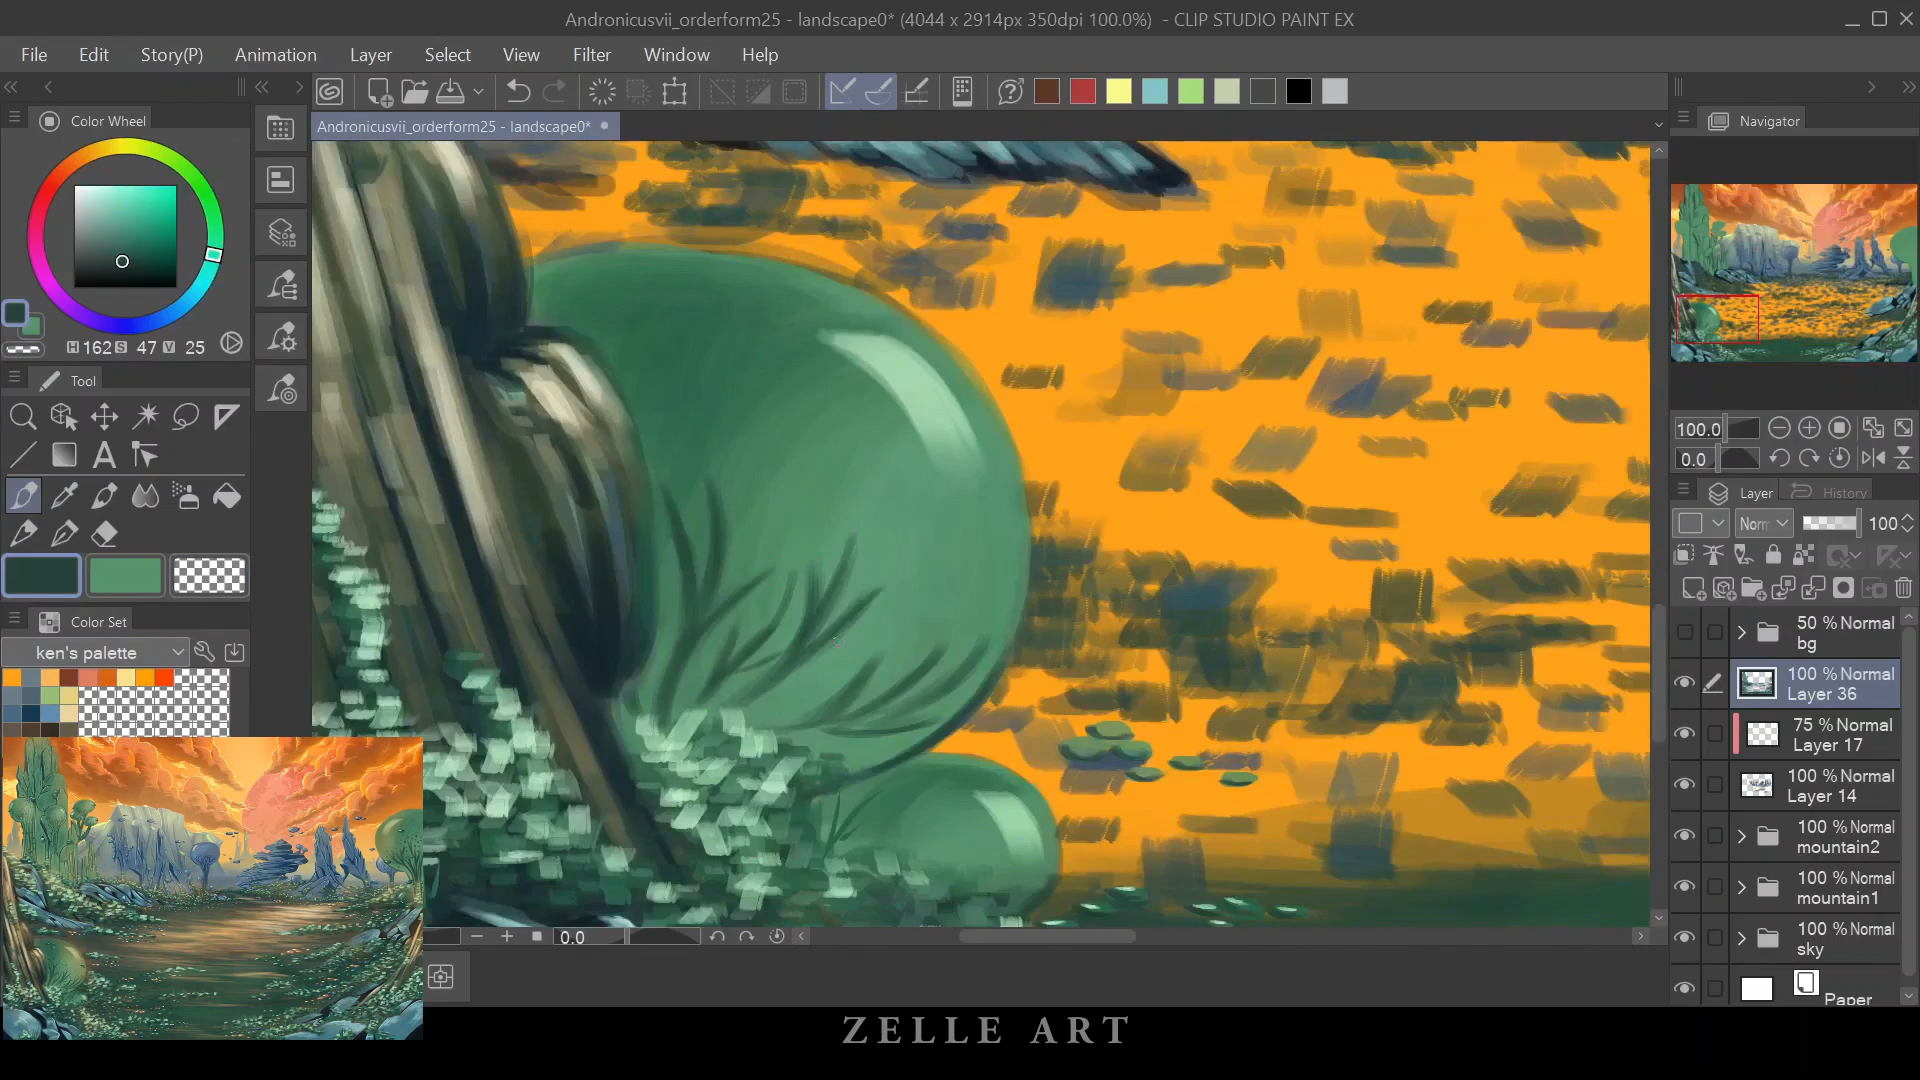 Andronicusvii_orderform25 - landscape0* (4044 x 2914px 350dpi 100.0%) - CLIP STUDIO PAINT EX
File Edit Story(P) Animation Layer Select View Filter Window Help
Color Wheel
Andronicusvii_orderform25 - landscape0*
Navigator
H 162 S 47 V 25
Tool
100.0
0.0
Layer History
Norm 100
Color Set
ken's palette
50 % Normal
bg
100 % Normal
Layer 36
75 % Normal
Layer 17
100 % Normal
Layer 14
100 % Normal
mountain2
100 % Normal
mountain1
100 % Normal
sky
Paper
0.0
ZELLE ART